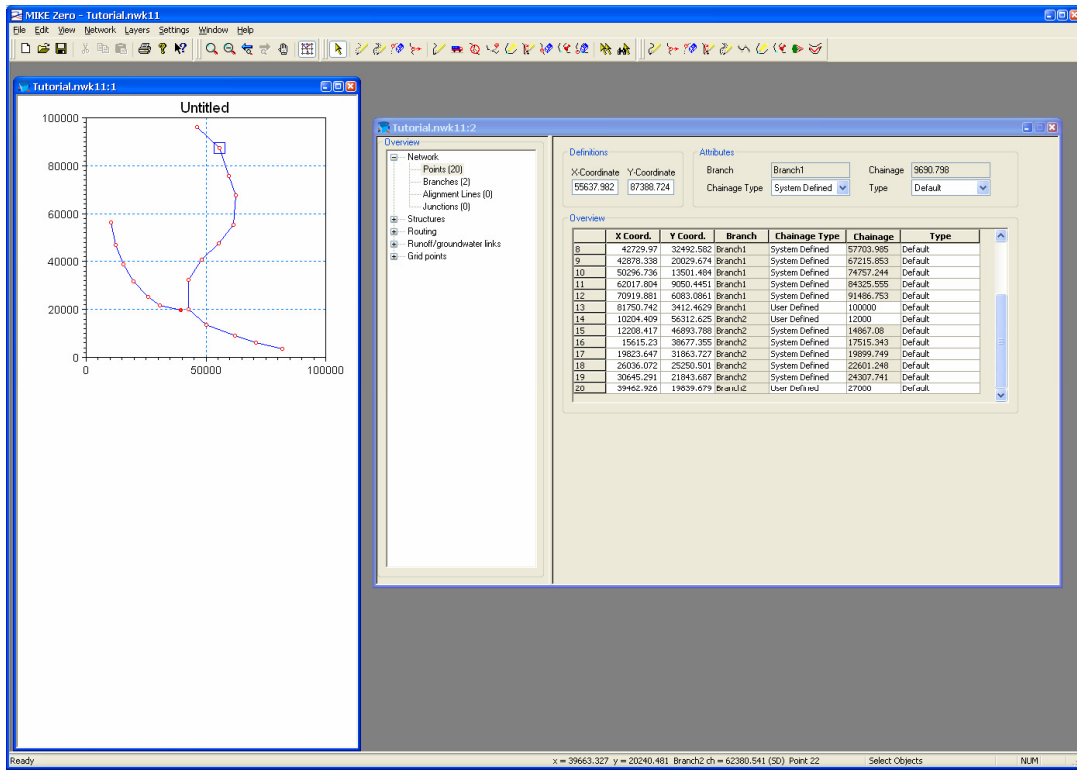 MIKE Zero - Tutorial.nwk11
File Edit View Network Layers Settings Window Help
Tutorial.nwk11:1
Untitled
100000
80000
60000
40000
20000
0
0 50000 100000
Tutorial.nwk11:2
Overview
Network
Points (20)
Branches (2)
Alignment Lines (0)
Junctions (0)
Structures
Routing
Runoff/groundwater links
Grid points
Definitions
X-Coordinate Y-Coordinate
55637.982 87388.724
Attributes
Branch Branch1 Chainage 9690.798
Chainage Type System Defined Type Default
Overview
X Coord. Y Coord. Branch Chainage Type Chainage Type
8 42729.97 32492.582 Branch1 System Defined 57703.985 Default
9 42878.338 20029.674 Branch1 System Defined 67215.853 Default
10 50296.736 13501.484 Branch1 System Defined 74757.244 Default
11 62017.804 9050.4451 Branch1 System Defined 84325.555 Default
12 70919.881 6083.0861 Branch1 System Defined 91486.753 Default
13 81750.742 3412.4629 Branch1 User Defined 100000 Default
14 10204.409 56312.625 Branch2 User Defined 12000 Default
15 12208.417 46893.788 Branch2 System Defined 14867.08 Default
16 15615.23 38677.355 Branch2 System Defined 17515.343 Default
17 19823.647 31863.727 Branch2 System Defined 19899.749 Default
18 26036.072 25250.501 Branch2 System Defined 22601.248 Default
19 30645.291 21843.687 Branch2 System Defined 24307.741 Default
20 39462.926 19839.679 Branch2 User Defined 27000 Default
Ready x = 39663.327 y = 20240.481 Branch2 ch = 62380.541 (SD) Point 22 Select Objects NUM